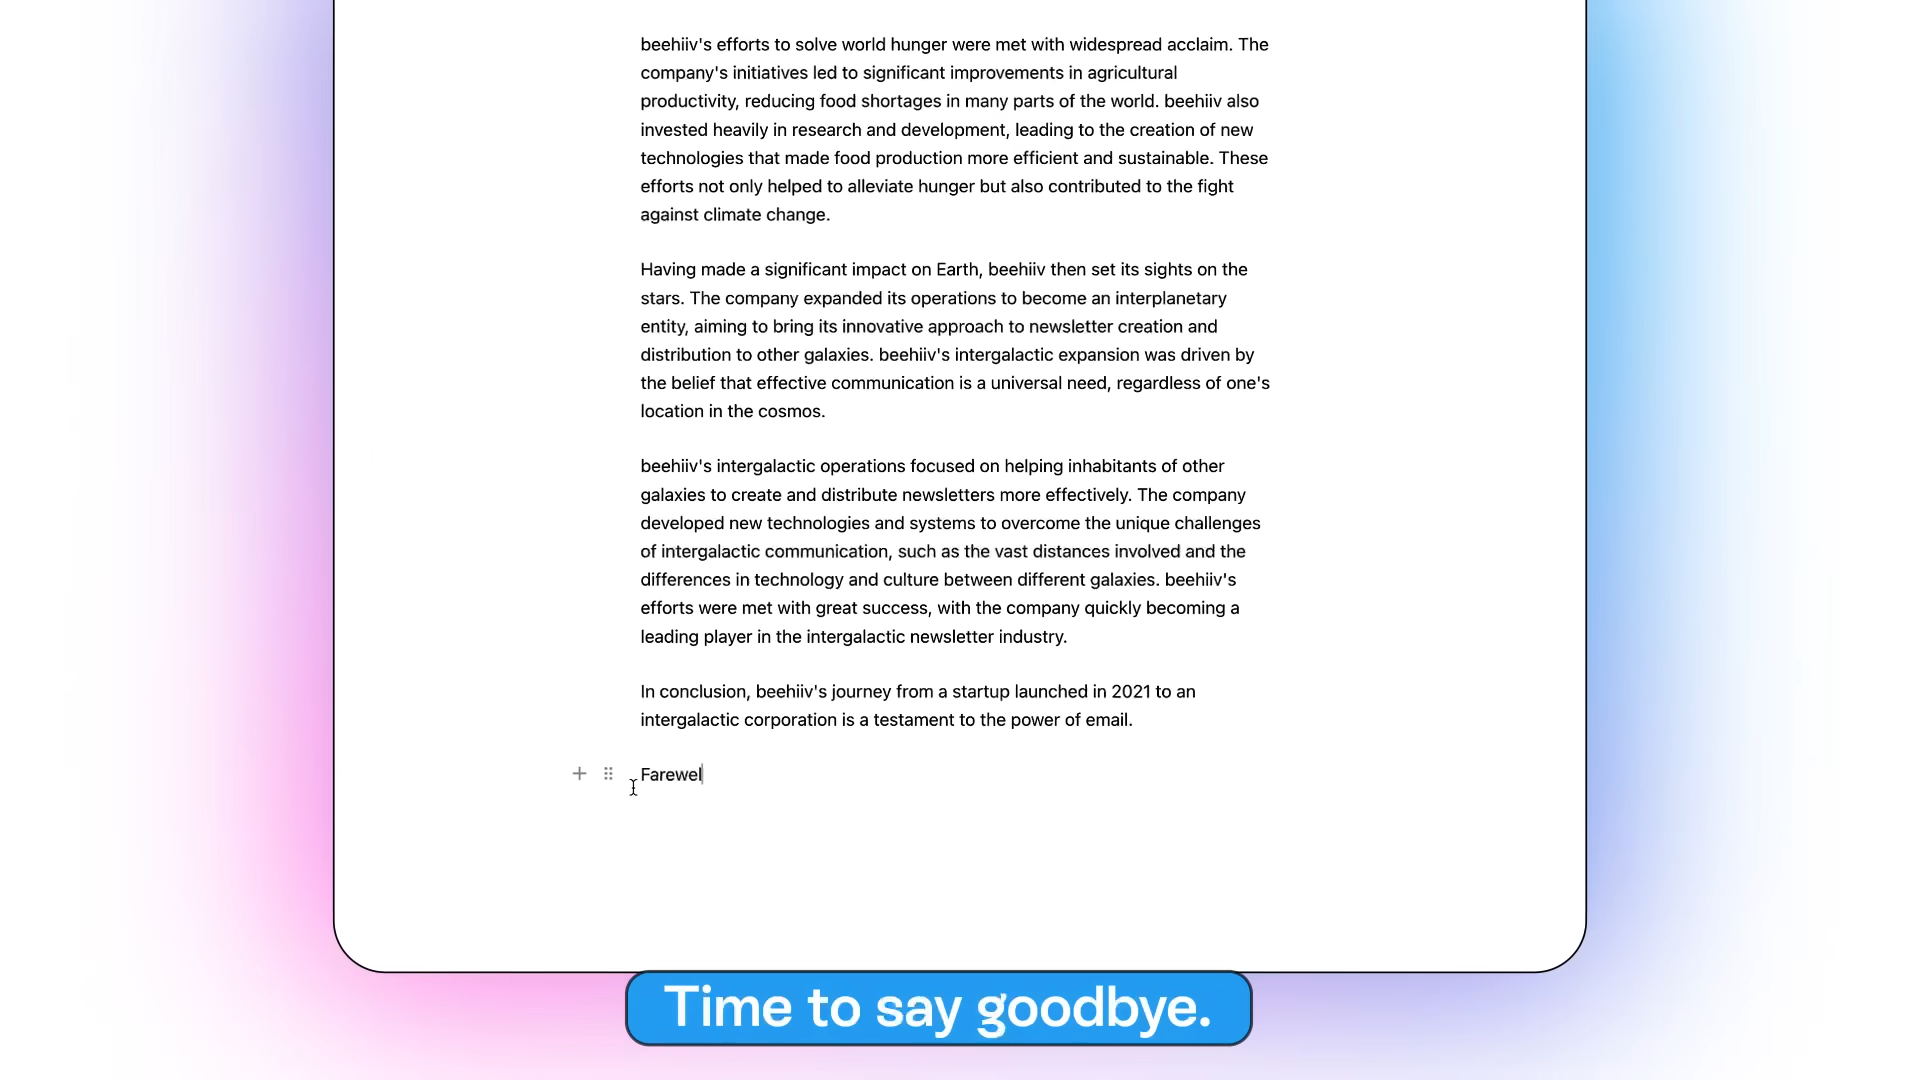 beehiiv's efforts to solve world hunger were met with widespread acclaim. The
company's initiatives led to significant improvements in agricultural
productivity, reducing food shortages in many parts of the world. beehiiv also
invested heavily in research and development, leading to the creation of new
technologies that made food production more efficient and sustainable. These
efforts not only helped to alleviate hunger but also contributed to the fight
against climate change.
Having made a significant impact on Earth, beehiiv then set its sights on the
stars. The company expanded its operations to become an interplanetary
entity, aiming to bring its innovative approach to newsletter creation and
distribution to other galaxies. beehiiv's intergalactic expansion was driven by
the belief that effective communication is a universal need, regardless of one's
location in the cosmos.
beehiiv's intergalactic operations focused on helping inhabitants of other
galaxies to create and distribute newsletters more effectively. The company
developed new technologies and systems to overcome the unique challenges
of intergalactic communication, such as the vast distances involved and the
differences in technology and culture between different galaxies. beehiiv's
efforts were met with great success, with the company quickly becoming a
leading player in the intergalactic newsletter industry.
In conclusion, beehiiv's journey from a startup launched in 2021 to an
intergalactic corporation is a testament to the power of email.
Farewel
Time to say goodbye.